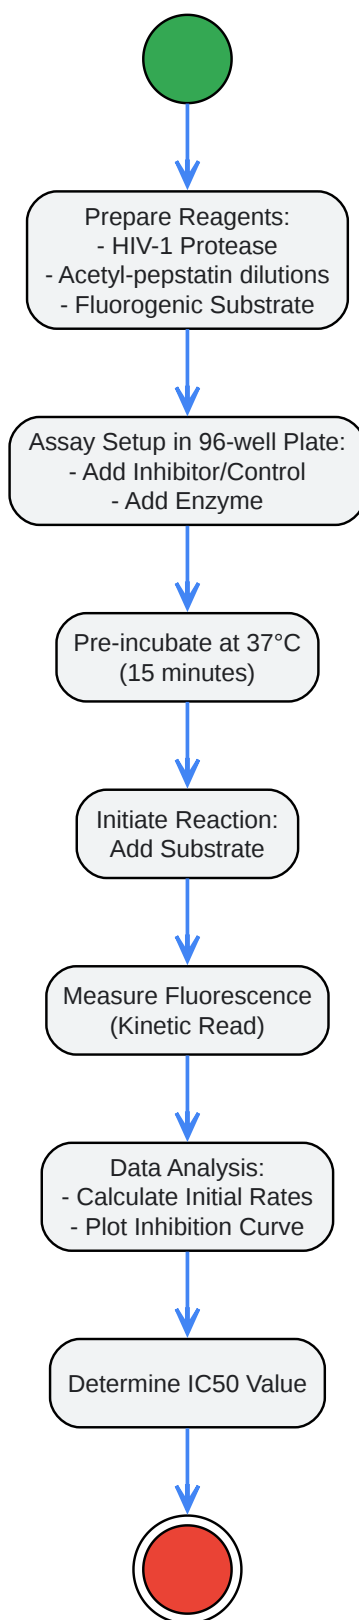 Prepare Reagents:
- HIV-1 Protease
- Acetyl-pepstatin dilutions
- Fluorogenic Substrate
Assay Setup in 96-well Plate:
- Add Inhibitor/Control
- Add Enzyme
Pre-incubate at 37°C
(15 minutes)
Initiate Reaction:
Add Substrate
Measure Fluorescence
(Kinetic Read)
Data Analysis:
- Calculate Initial Rates
- Plot Inhibition Curve
Determine IC50 Value